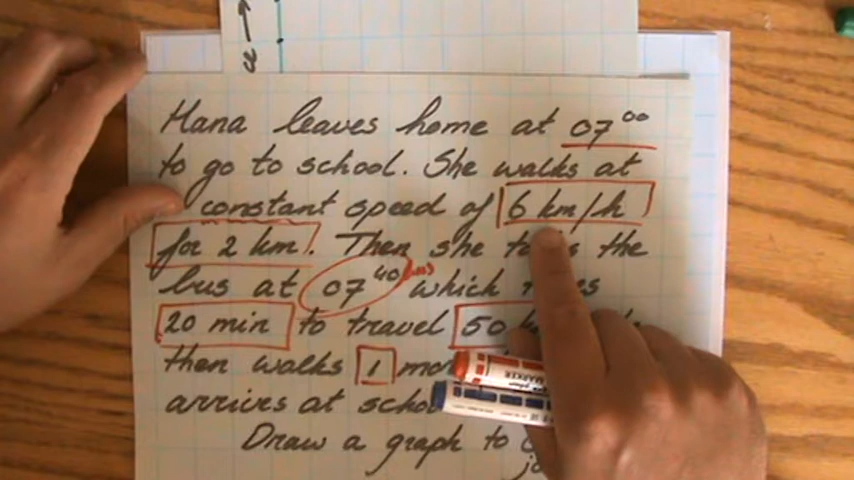 x →
Hana leaves home at 07⁰⁰
to go to school. She walks at
constant speed of 6 km/h
for 2 km. Then she the
bus at 07⁴⁰ which
20 min to travel 50
then walks 1
arrives at
Draw a graph to
MARKER